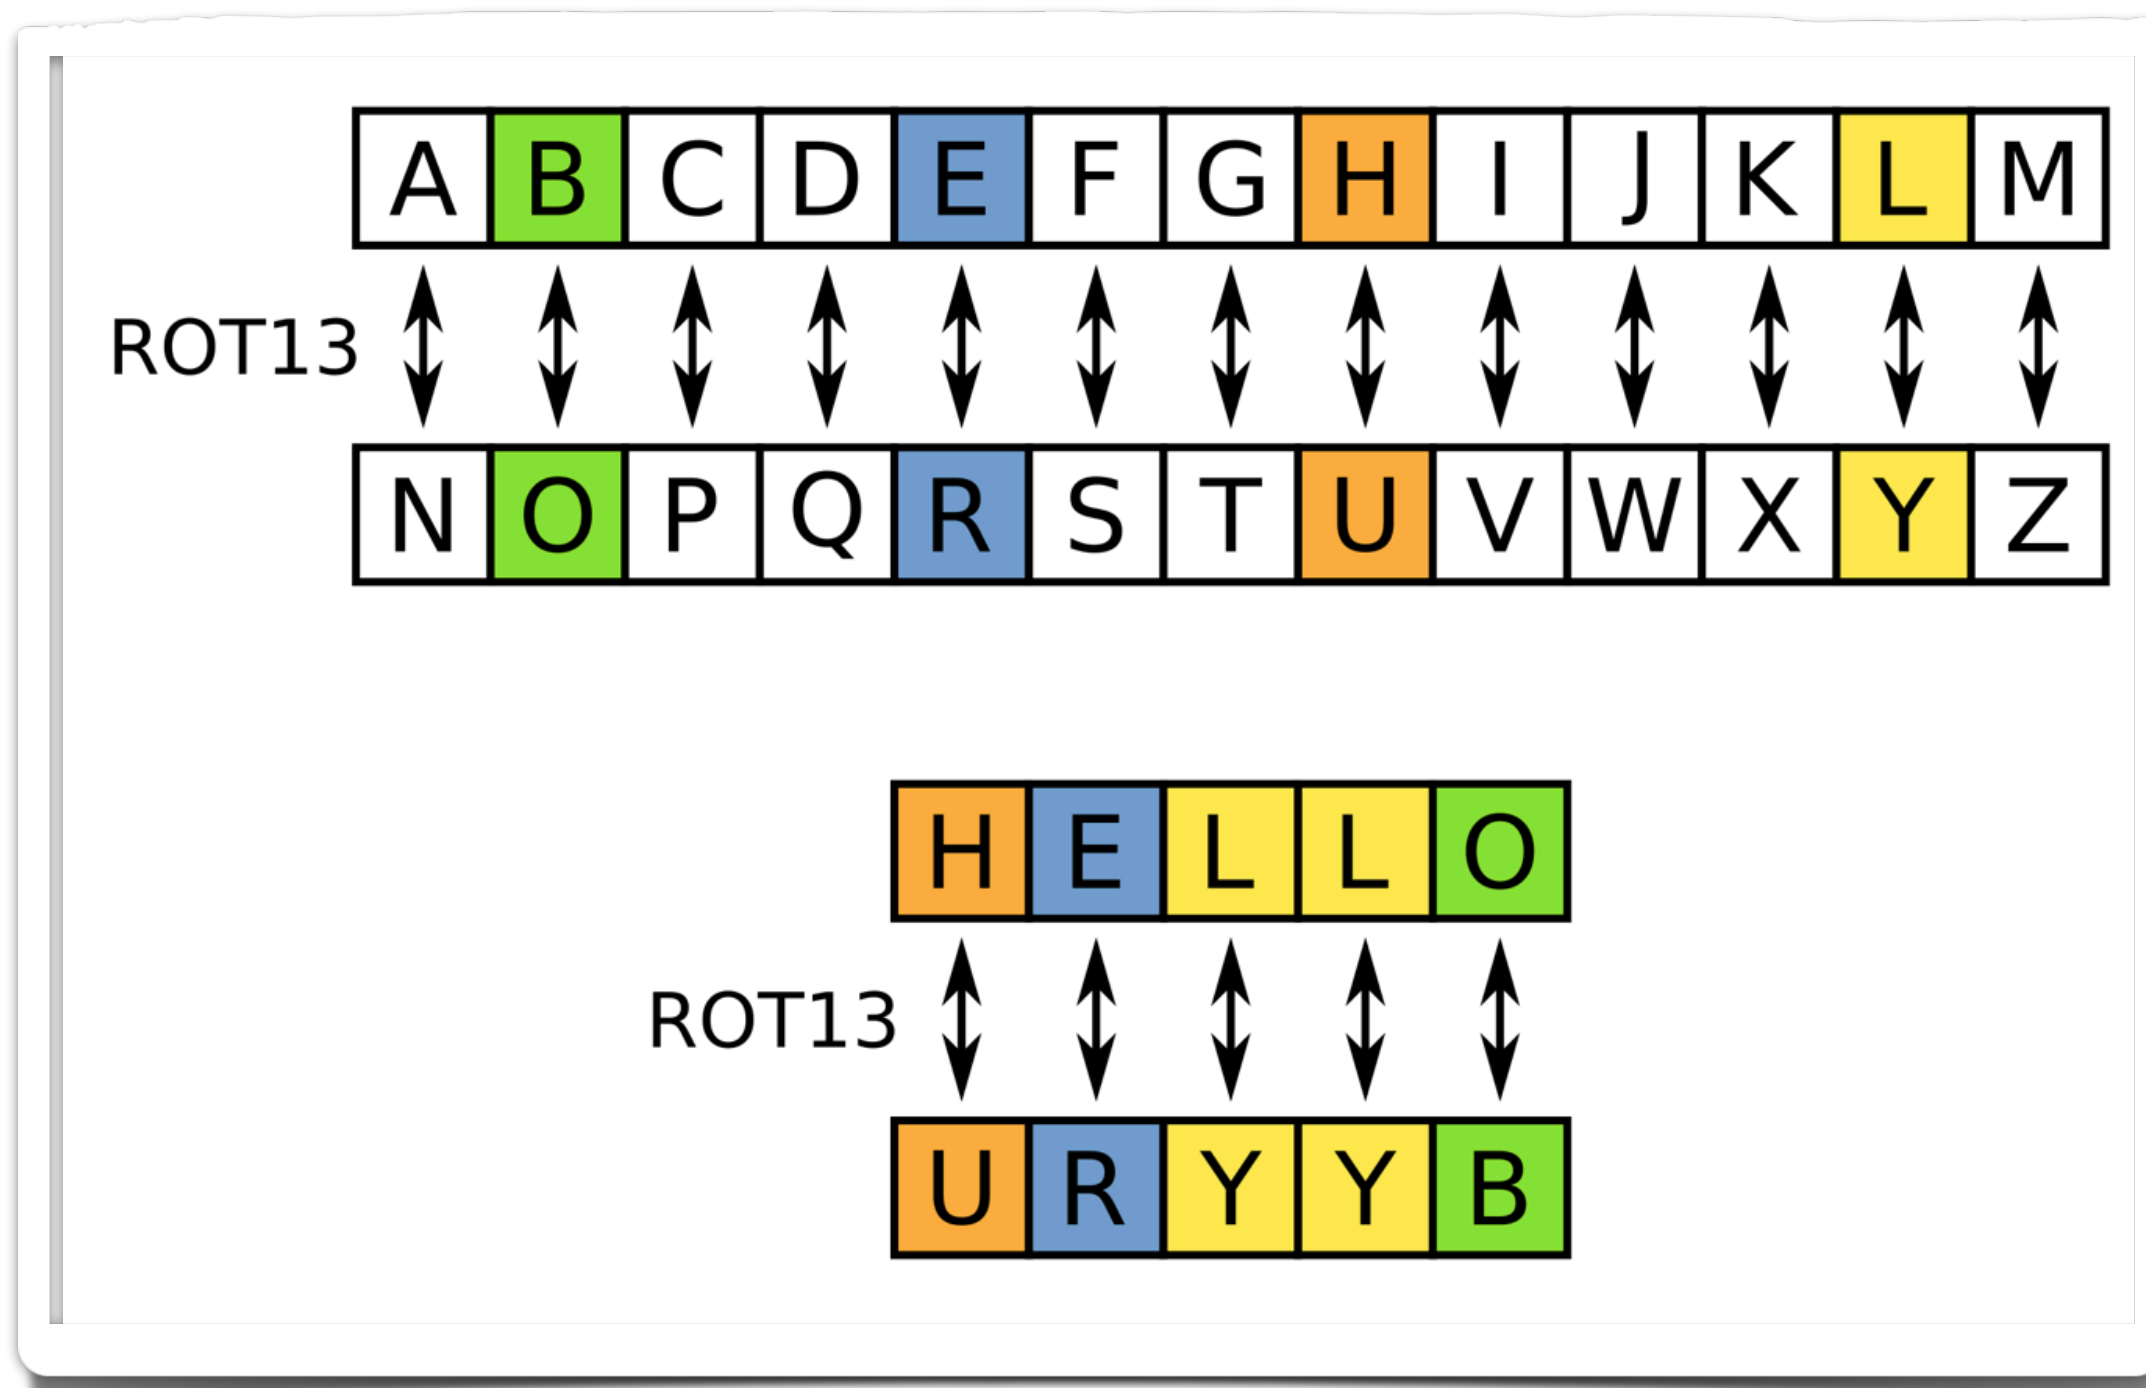 A B C D E F G H I J K L M
ROT13
N O P Q R S T U V W X Y Z
H E L L O
ROT13
U R Y Y B